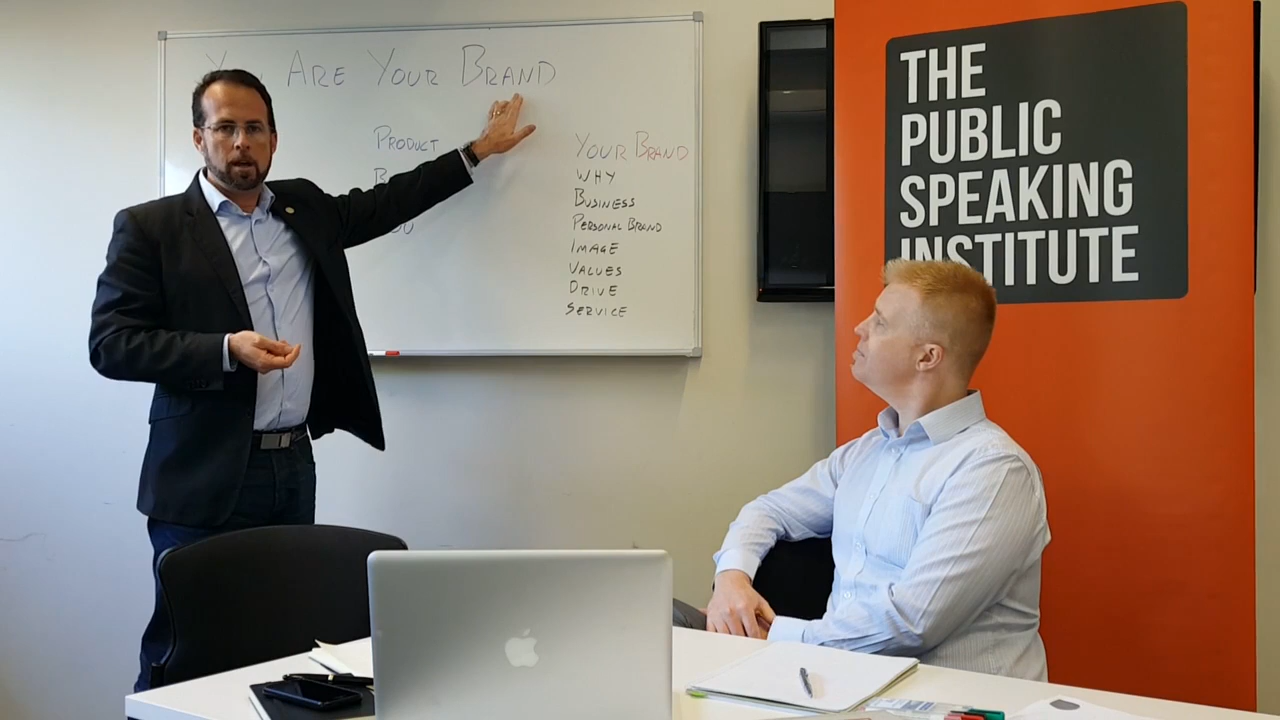 Are Your Brand
Product
Your Brand
Why
Business
Personal Brand
Image
Values
Drive
Service
THE
PUBLIC
SPEAKING
INSTITUTE